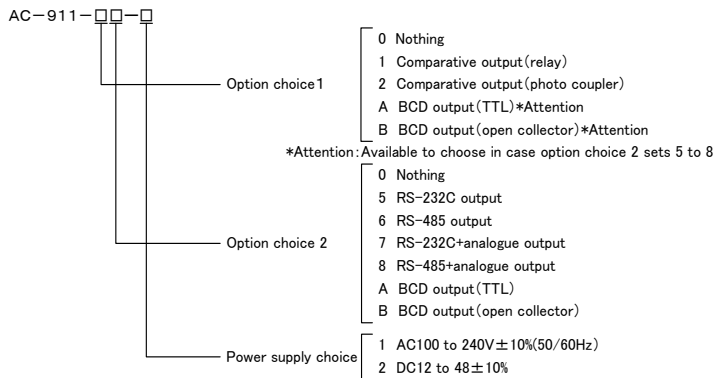 AC-911-□□-□
0 Nothing
1 Comparative output(relay)
Option choice1
2 Comparative output(photo coupler)
A BCD output(TTL)*Attention
B BCD output(open collector)*Attention
*Attention:Available to choose in case option choice 2 sets 5 to 8
0 Nothing
5 RS-232C output
6 RS-485 output
Option choice 2
7 RS-232C+analogue output
8 RS-485+analogue output
A BCD output(TTL)
B BCD output(open collector)
1 AC100 to 240V±10%(50/60Hz)
Power supply choice
2 DC12 to 48±10%